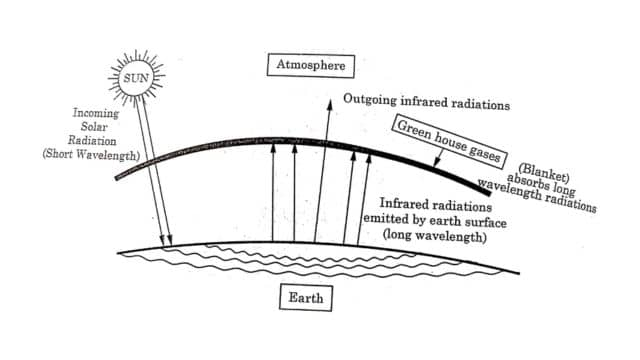 Atmosphere
SUN
Outgoing infrared radiations
Incoming
Solar
Radiation
(Short Wavelength)
Green house gases
(Blanket)
absorbs long
wavelength radiations
Infrared radiations
emitted by earth surface
(long wavelength)
Earth